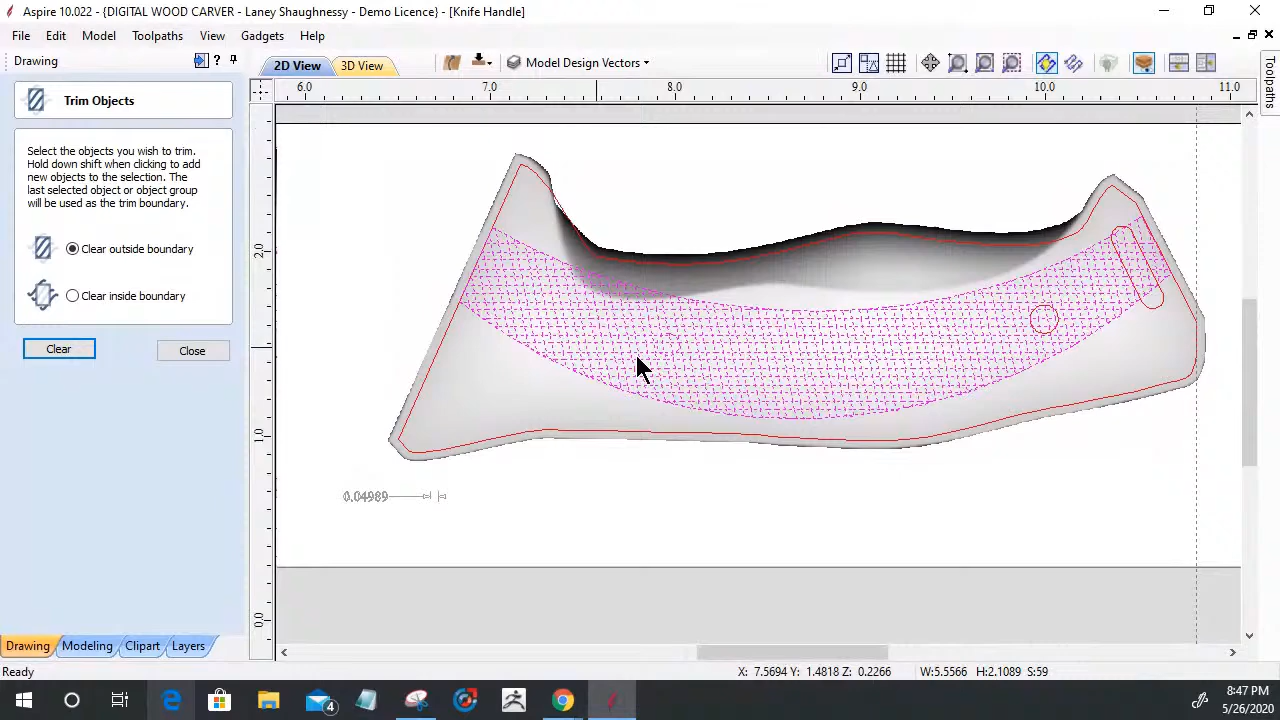 Aspire 10.022 - {DIGITAL WOOD CARVER - Laney Shaughnessy - Demo Licence} - [Knife Handle]
File Edit Model Toolpaths View Gadgets Help
Drawing
2D View 3D View Model Design Vectors
Toolpaths
6.0 7.0 8.0 9.0 10.0 11.0
Trim Objects
Select the objects you wish to trim.
Hold down shift when clicking to add
new objects to the selection. The
last selected object or object group
will be used as the trim boundary.
Clear outside boundary
Clear inside boundary
Clear Close
2.0
1.0
0.0
0.04989
Drawing Modeling Clipart Layers
Ready X: 7.5694 Y: 1.4818 Z: 0.2266 W:5.5566 H:2.1089 S:59
4
8:47 PM
5/26/2020